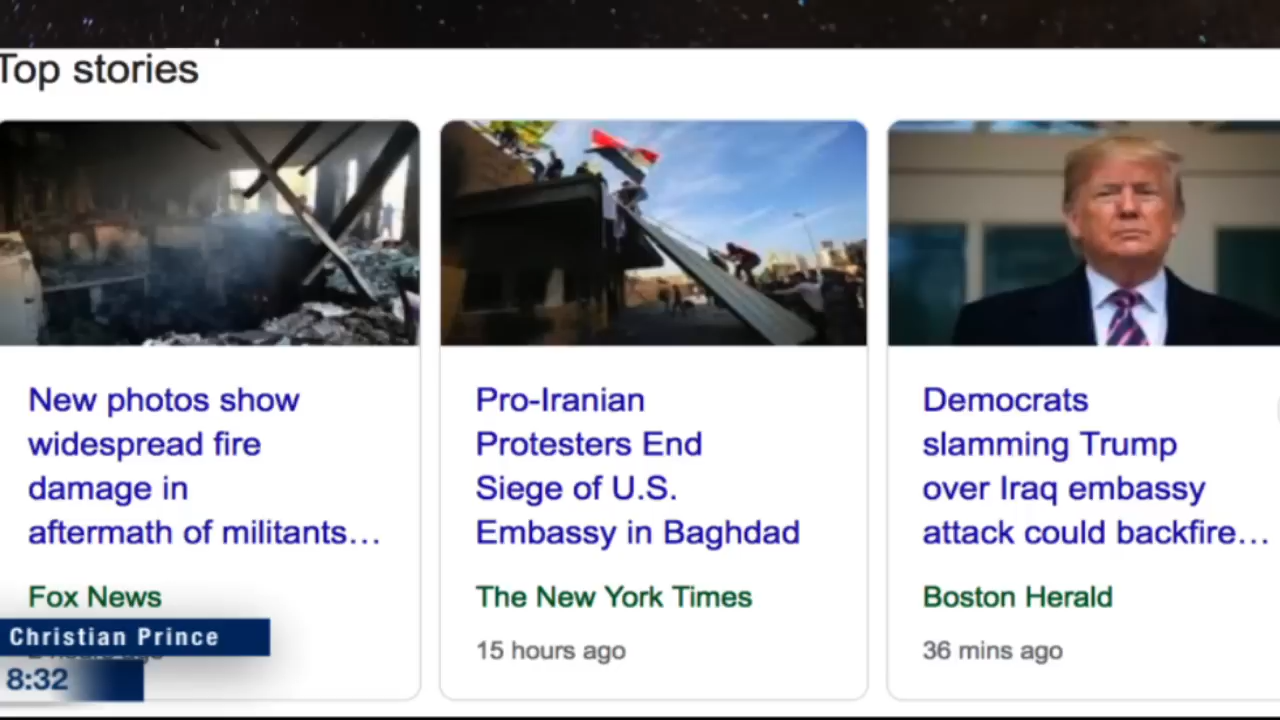 Top stories
New photos show
widespread fire
damage in
aftermath of militants...
Fox News
Pro-Iranian
Protesters End
Siege of U.S.
Embassy in Baghdad
The New York Times
15 hours ago
Democrats
slamming Trump
over Iraq embassy
attack could backfire...
Boston Herald
36 mins ago
Christian Prince
8:32